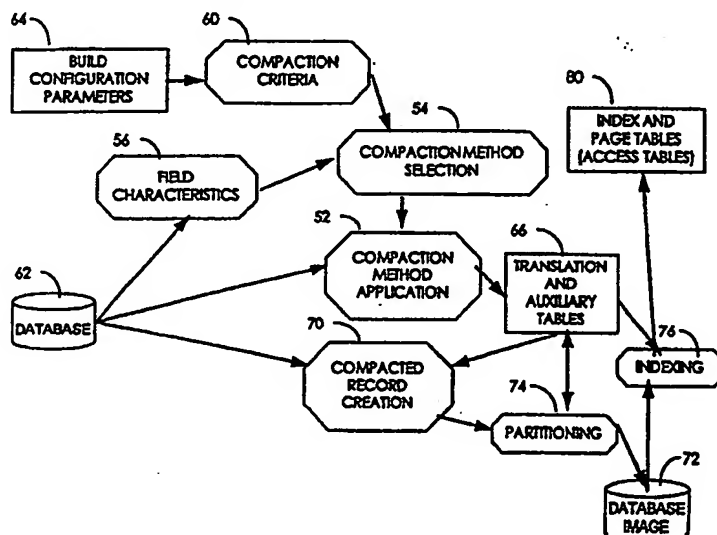 64
BUILD
CONFIGURATION
PARAMETERS
60
COMPACTION
CRITERIA
80
INDEX AND
PAGE TABLES
(ACCESS TABLES)
54
COMPACTION METHOD
SELECTION
56
FIELD
CHARACTERISTICS
52
COMPACTION
METHOD
APPLICATION
66
TRANSLATION
AND
AUXILIARY
TABLES
62
DATABASE
70
COMPACTED
RECORD
CREATION
76
INDEXING
74
PARTITIONING
72
DATABASE
IMAGE